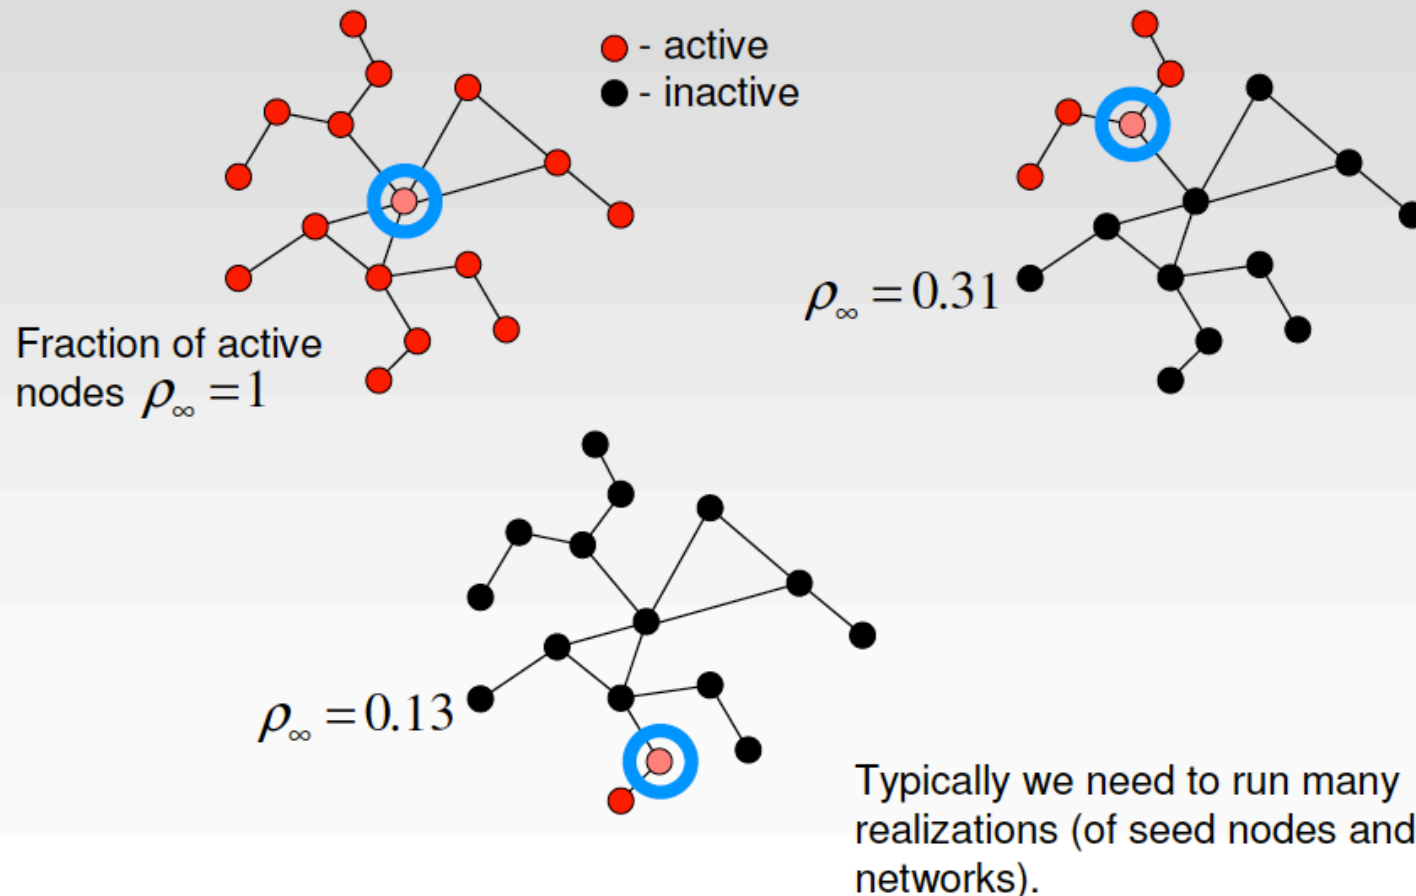 - active
- inactive
Fraction of active
nodes ρ∞ = 1
ρ∞ = 0.31
ρ∞ = 0.13
Typically we need to run many
realizations (of seed nodes and
networks).